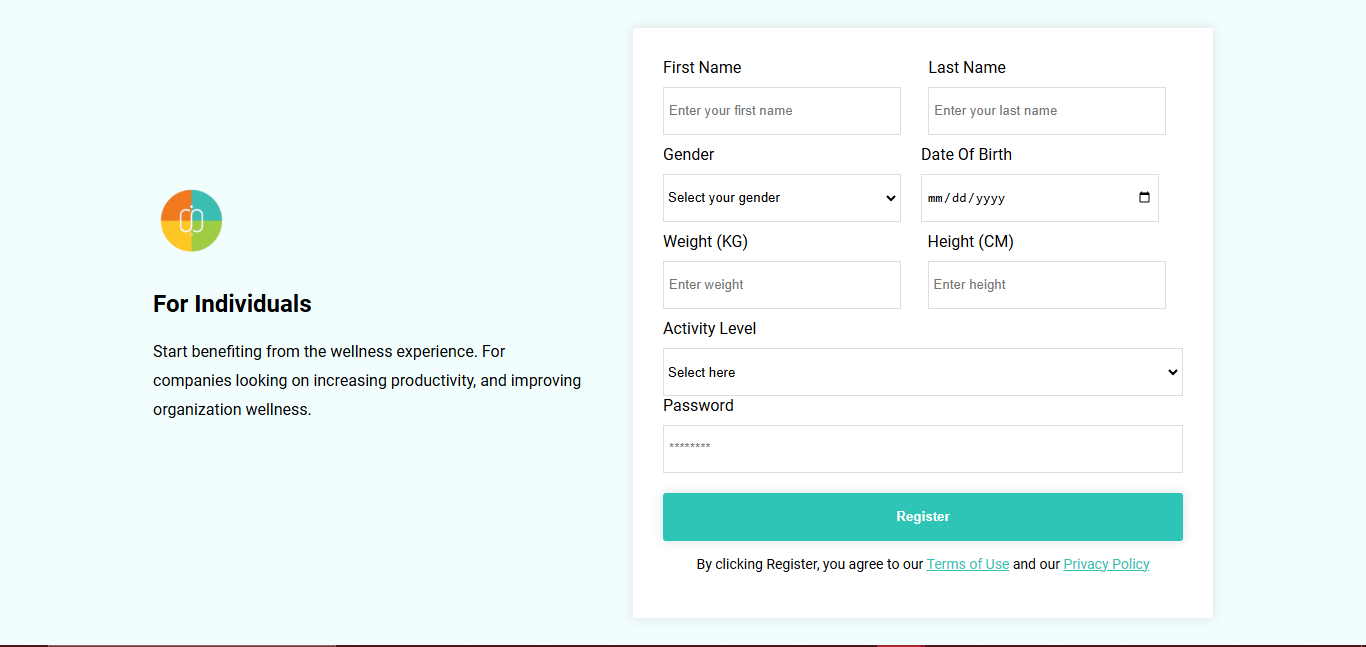 For Individuals
Start benefiting from the wellness experience. For
companies looking on increasing productivity, and improving
organization wellness.
First Name Last Name
Enter your first name Enter your last name
Gender Date Of Birth
Select your gender mm/dd/yyyy
Weight (KG) Height (CM)
Enter weight Enter height
Activity Level
Select here
Password
********
Register
By clicking Register, you agree to our Terms of Use and our Privacy Policy